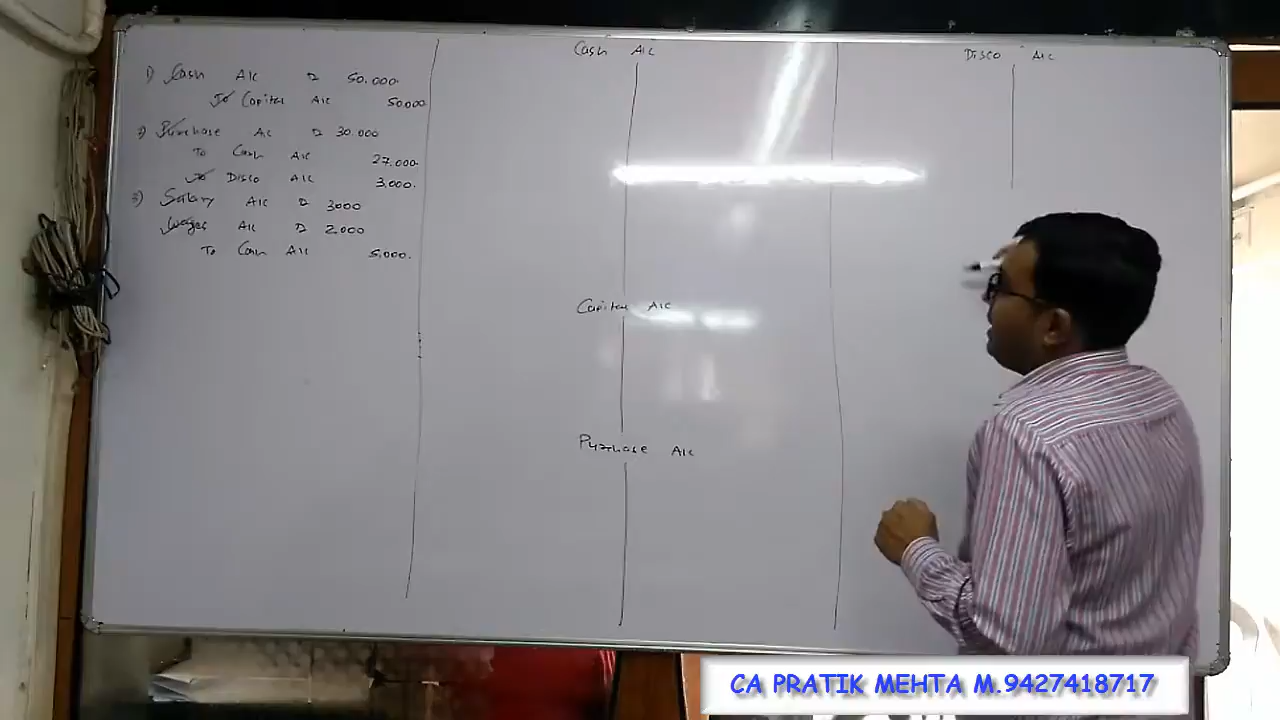 1) Cash A/c Dr 50,000.
To Capital A/c 50,000
2) Purchase A/c Dr 30,000
To Cash A/c 27,000.
To Disco A/c 3,000.
3) Salary A/c Dr 3000
Wages A/c Dr 2,000
To Cash A/c 5,000.
Cash A/c
Capital A/c
Purchase A/c
Disco A/c
CA PRATIK MEHTA M.9427418717